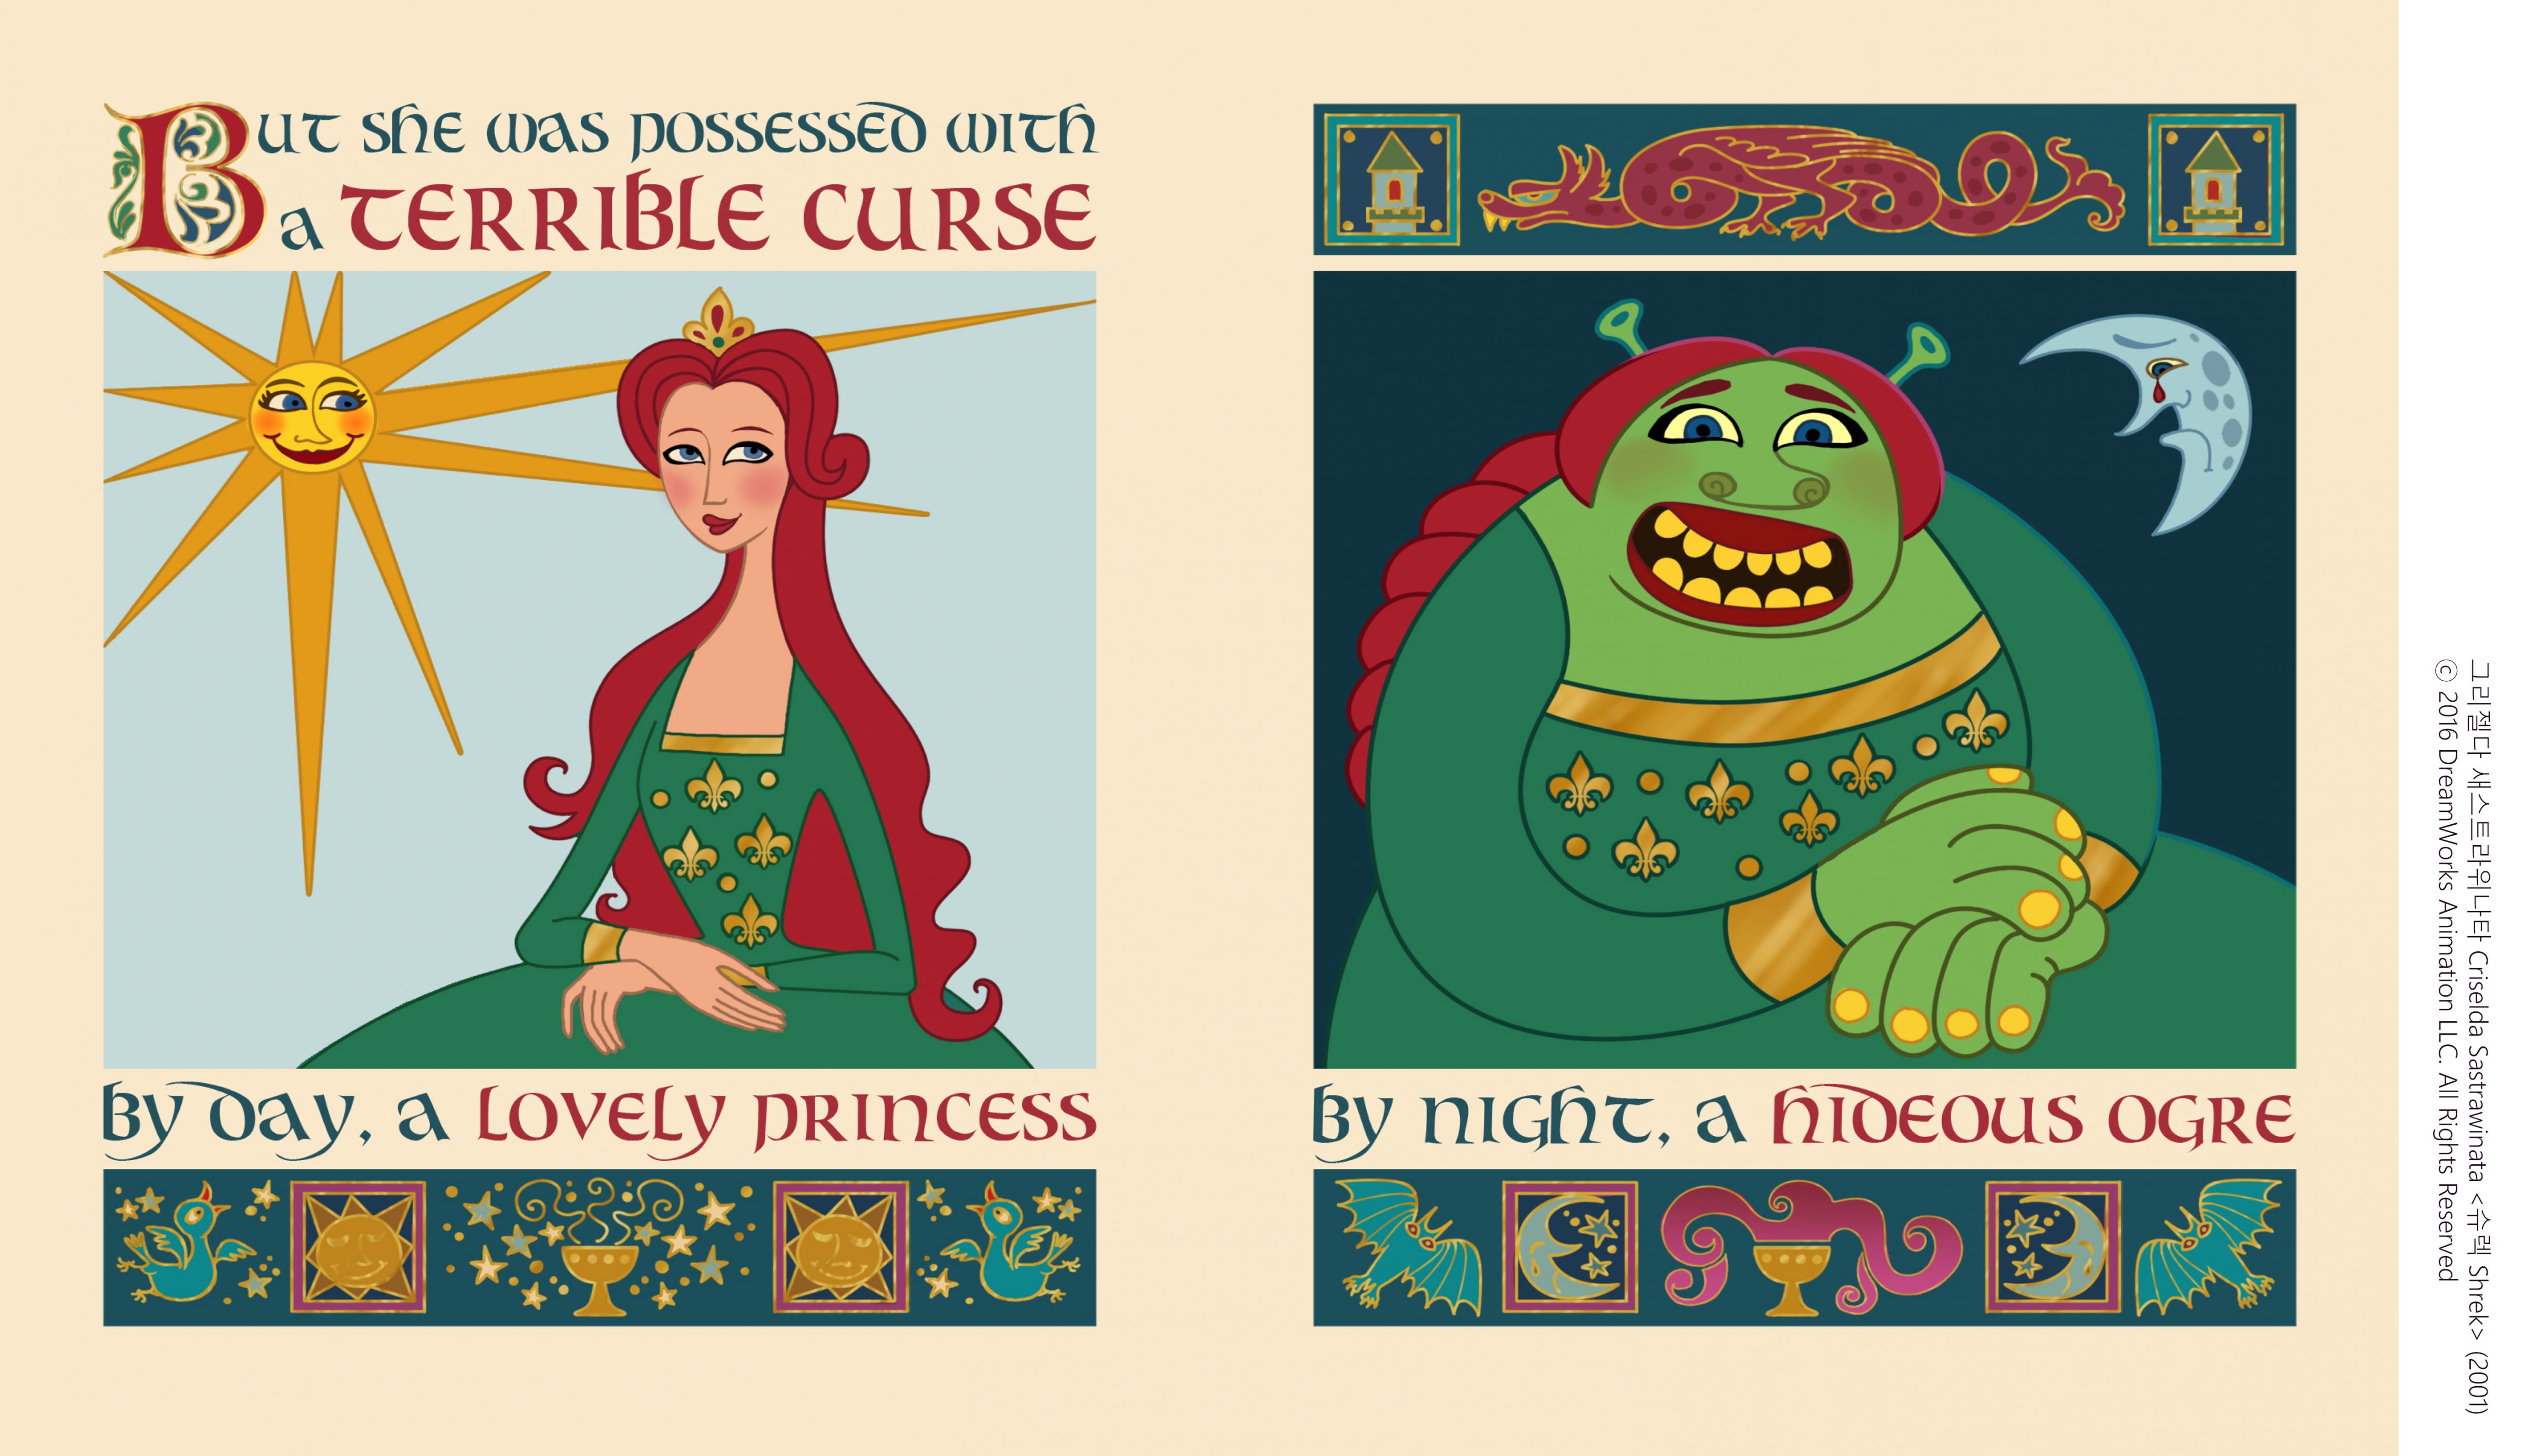 But she was possessed with
a terrible curse
by day, a lovely princess
by night, a hideous ogre
그리젤다 새스트라위나타 Criselda Sastrawinata <슈렉 Shrek> (2001)
© 2016 DreamWorks Animation LLC. All Rights Reserved